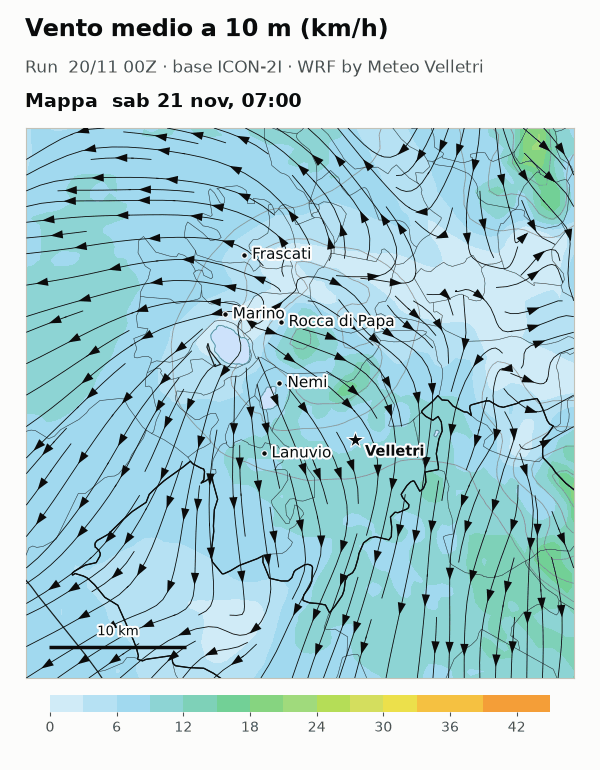 Vento medio a 10 m (km/h)
Run 20/11 00Z · base ICON-2I · WRF by Meteo Velletri
Mappa sab 21 nov, 07:00
Frascati
Marino
Rocca di Papa
Nemi
Velletri
Lanuvio
10 km
0 6 12 18 24 30 36 42